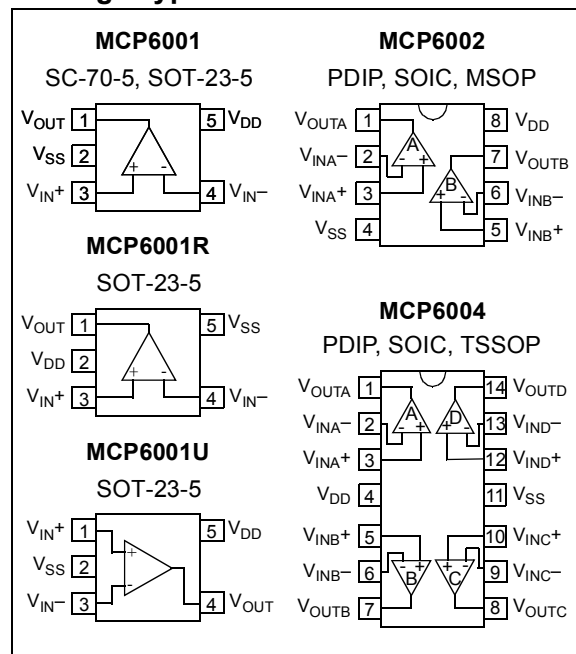 MCP6001
SC-70-5, SOT-23-5
VOUT 1 5 VDD
VSS 2
VIN+ 3 + - 4 VIN–
MCP6001R
SOT-23-5
VOUT 1 5 VSS
VDD 2
VIN+ 3 + - 4 VIN–
MCP6001U
SOT-23-5
VIN+ 1 + 5 VDD
VSS 2
VIN– 3 - 4 VOUT
MCP6002
PDIP, SOIC, MSOP
VOUTA 1 A 8 VDD
VINA– 2 - + 7 VOUTB
VINA+ 3 B + - 6 VINB–
VSS 4 5 VINB+
MCP6004
PDIP, SOIC, TSSOP
VOUTA 1 A D 14 VOUTD
VINA– 2 - + + - 13 VIND–
VINA+ 3 12 VIND+
VDD 4 11 VSS
VINB+ 5 10 VINC+
VINB– 6 - + + - 9 VINC–
VOUTB 7 B C 8 VOUTC